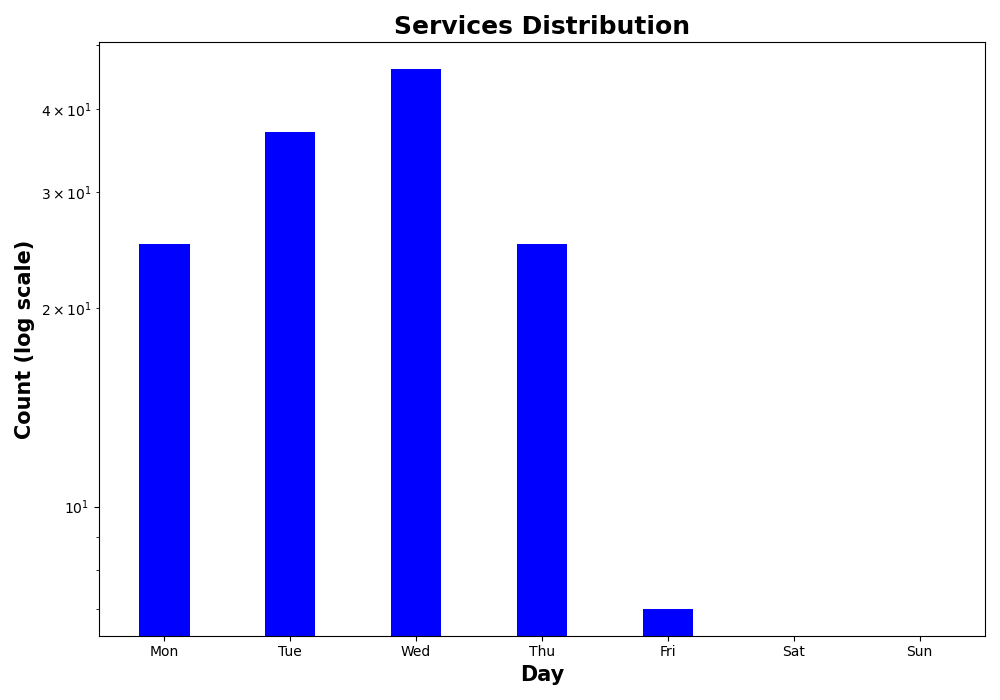 Services Distribution
Count (log scale)
4 × 10¹
3 × 10¹
2 × 10¹
10¹
Mon Tue Wed Thu Fri Sat Sun
Day